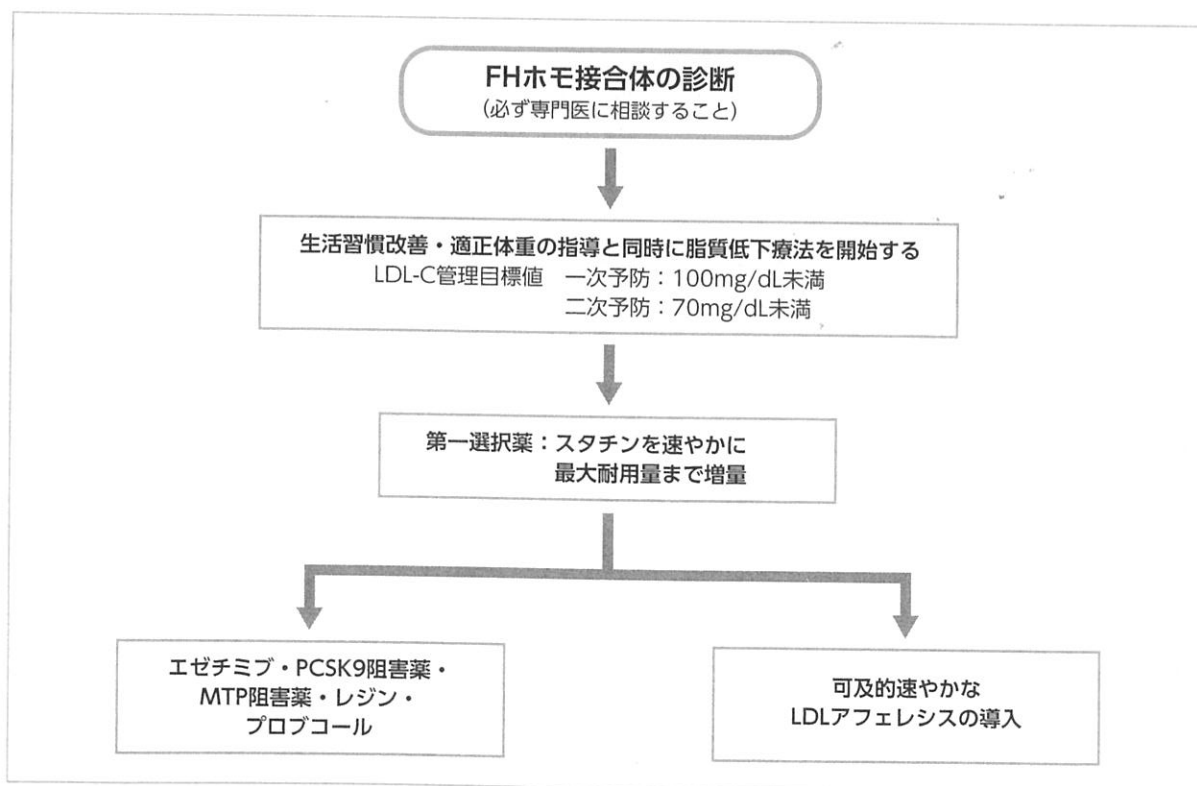 FHホモ接合体の診断
(必ず専門医に相談すること)
生活習慣改善・適正体重の指導と同時に脂質低下療法を開始する
LDL-C管理目標値 一次予防：100mg/dL未満
二次予防：70mg/dL未満
第一選択薬：スタチンを速やかに
最大耐用量まで増量
エゼチミブ・PCSK9阻害薬・
MTP阻害薬・レジン・
プロブコール
可及的速やかな
LDLアフェレシスの導入